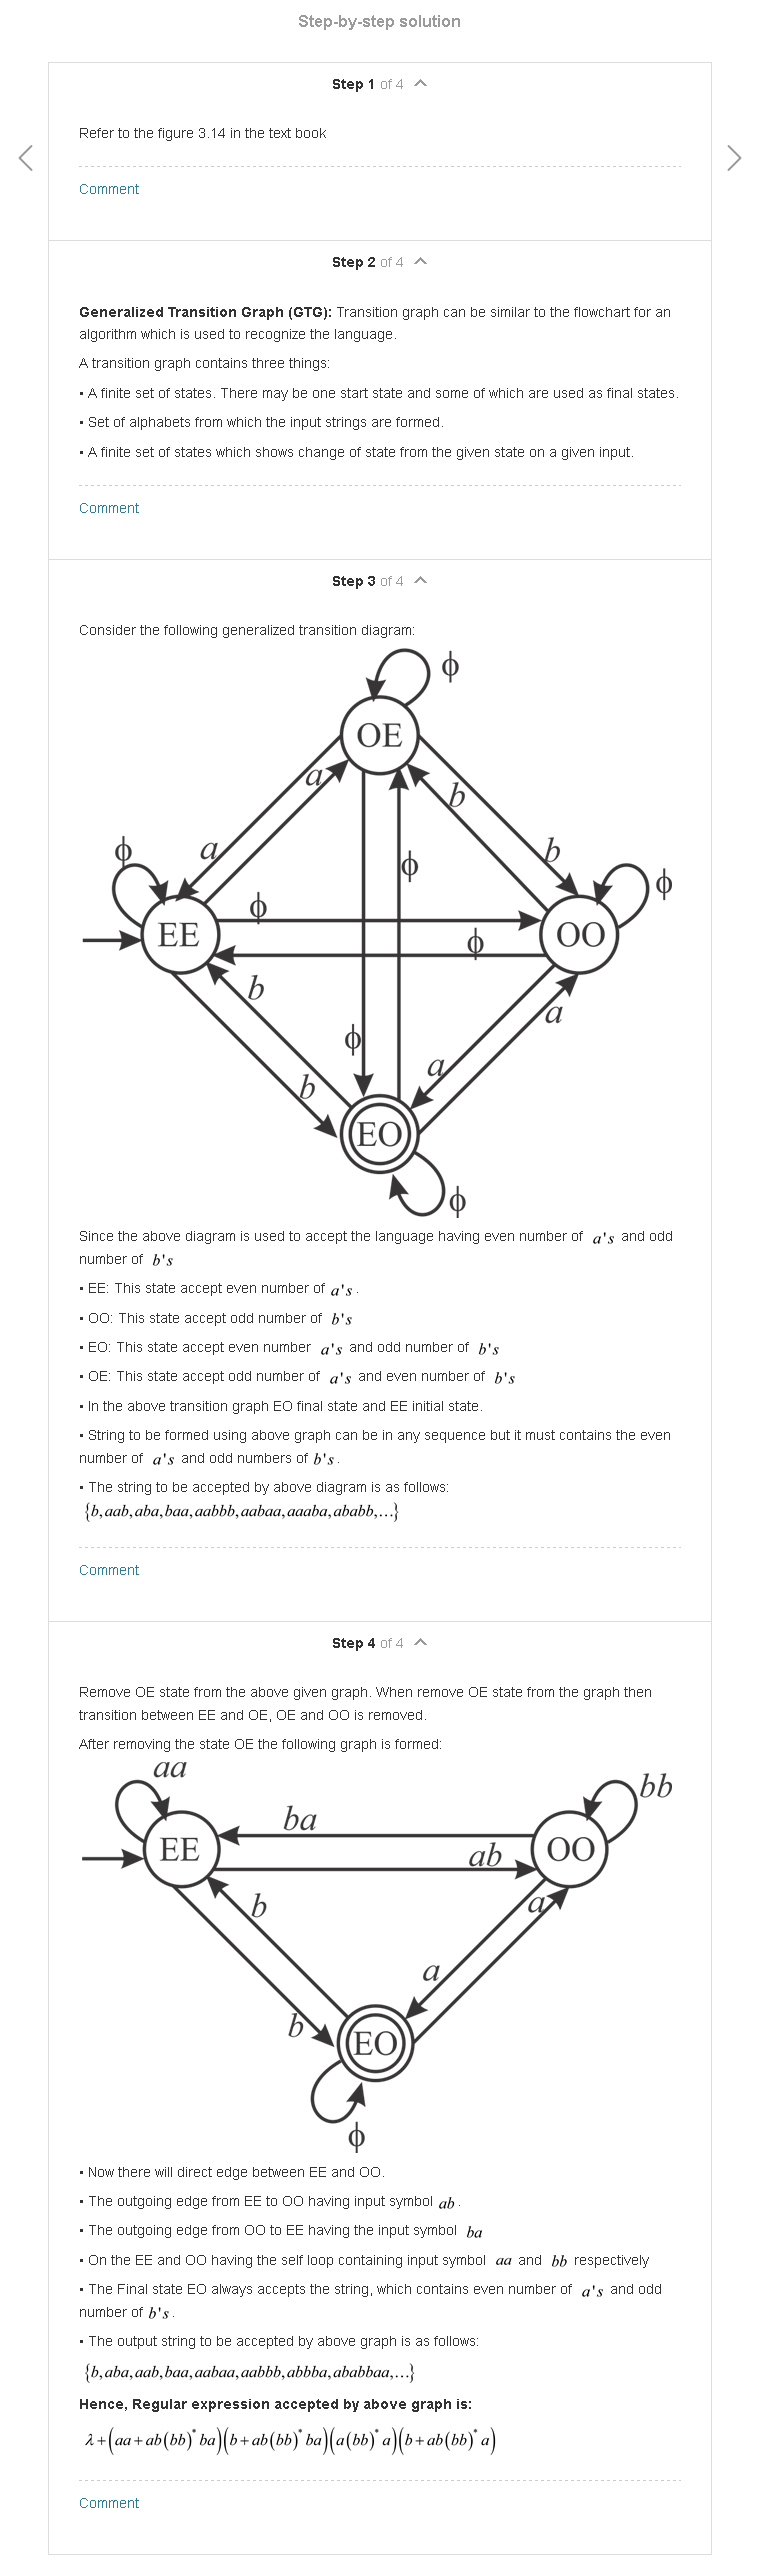 Step-by-step solution
Step 1 of 4
Refer to the figure 3.14 in the text book
Comment
Step 2 of 4
Generalized Transition Graph (GTG): Transition graph can be similar to the flowchart for an
algorithm which is used to recognize the language.
A transition graph contains three things:
• A finite set of states. There may be one start state and some of which are used as final states.
• Set of alphabets from which the input strings are formed.
• A finite set of states which shows change of state from the given state on a given input.
Comment
Step 3 of 4
Consider the following generalized transition diagram:
ϕ
OE
a
b
ϕ
a
ϕ
b
ϕ
ϕ
EE
ϕ
OO
b
a
ϕ
a
b
EO
ϕ
Since the above diagram is used to accept the language having even number of a's and odd
number of b's
• EE: This state accept even number of a's.
• OO: This state accept odd number of b's
• EO: This state accept even number a's and odd number of b's
• OE: This state accept odd number of a's and even number of b's
• In the above transition graph EO final state and EE initial state.
• String to be formed using above graph can be in any sequence but it must contains the even
number of a's and odd numbers of b's.
• The string to be accepted by above diagram is as follows:
{b,aab,aba,baa,aabbb,aabaa,aaaba,ababb,...}
Comment
Step 4 of 4
Remove OE state from the above given graph. When remove OE state from the graph then
transition between EE and OE, OE and OO is removed.
After removing the state OE the following graph is formed:
aa
bb
ba
EE
OO
ab
b
a
a
b
EO
ϕ
• Now there will direct edge between EE and OO.
• The outgoing edge from EE to OO having input symbol ab.
• The outgoing edge from OO to EE having the input symbol ba
• On the EE and OO having the self loop containing input symbol aa and bb respectively
• The Final state EO always accepts the string, which contains even number of a's and odd
number of b's.
• The output string to be accepted by above graph is as follows:
{b,aba,aab,baa,aabaa,aabbb,abbba,ababbaa,...}
Hence, Regular expression accepted by above graph is:
λ+(aa+ab(bb)*ba)(b+ab(bb)*ba)(a(bb)*a)(b+ab(bb)*a)
Comment